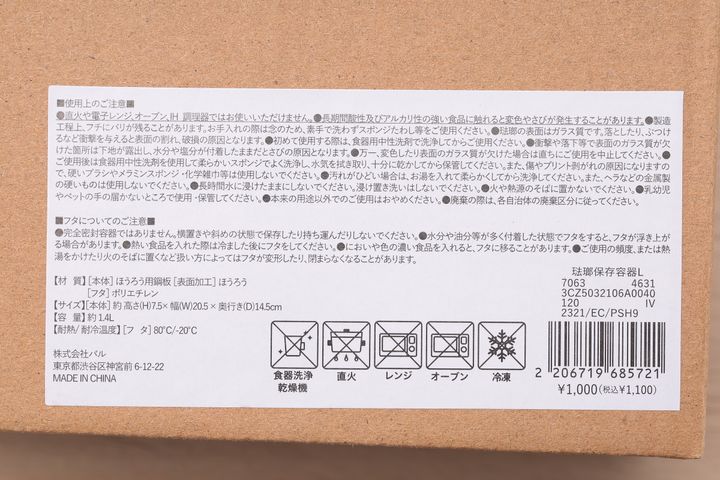 ■使用上のご注意■
●直火や電子レンジ、オーブン、IH 調理器ではお使いいただけません。●長期間酸性及びアルカリ性の強い食品に触れると変色やさびが発生することがあります。●製造
工程上、フチにバリが残ることがあります。お手入れの際は念のため、素手で洗わずスポンジたわし等をご使用ください。●琺瑯の表面はガラス質です。落としたり、ぶつけ
るなど衝撃を与えると表面の割れ、破損の原因となります。●初めて使用する際は、食器用中性洗剤で洗浄してからご使用ください。●衝撃や落下等で表面のガラス質が欠
けた箇所は下地が露出し、水分や塩分が付着したままだとさびの原因となります。●万一、変色したり表面のガラス質が欠けた場合は直ちにご使用を中止してください。●
ご使用後は食器用中性洗剤を使用して柔らかいスポンジでよく洗浄し、水気を拭き取り、十分に乾かしてから保管してください。また、傷やプリント剥がれの原因になりますの
で、硬いブラシやメラミンスポンジ・化学雑巾等は使用しないでください。●汚れがひどい場合は、お湯を入れて柔らかくしてから洗浄してください。また、ヘラなどの金属製
の硬いものは使用しないでください。●長時間水に浸けたままにしないでください。浸け置き洗いはしないでください。●火や熱源のそばに置かないでください。●乳幼児
やペットの手の届かないところで使用・保管してください。●本来の用途以外でのご使用はおやめください。●廃棄の際は、各自治体の廃棄区分に従ってください。
■フタについてのご注意■
●完全密封容器ではありません。横置きや斜めの状態で保存したり持ち運んだりしないでください。●水分や油分等が多く付着した状態でフタをすると、フタが浮き上が
る場合があります。●熱い食品を入れた際は冷ました後にフタをしてください。●においや色の濃い食品を入れると、フタに移ることがあります。●ご使用の頻度、または熱
湯をかけたり火のそばに置くなどの扱い方によってはフタが変形したり、閉まらなくなることがあります。
【材 質】[本体] ほうろう用鋼板 [表面加工] ほうろう
[フタ] ポリエチレン
【サイズ】[本体] 約 高さ(H)7.5× 幅(W)20.5 × 奥行き(D)14.5cm
【容 量】約 1.4L
【耐熱/耐冷温度】[フ タ] 80℃/-20℃
株式会社パル
東京都渋谷区神宮前 6-12-22
MADE IN CHINA
食器洗浄
乾燥機
直火
レンジ
オーブン
冷凍
琺瑯保存容器L
7063 4631
3CZ5032106A0040
120 IV
2321/EC/PSH9
2 206719 685721
¥1,000(税込¥1,100)